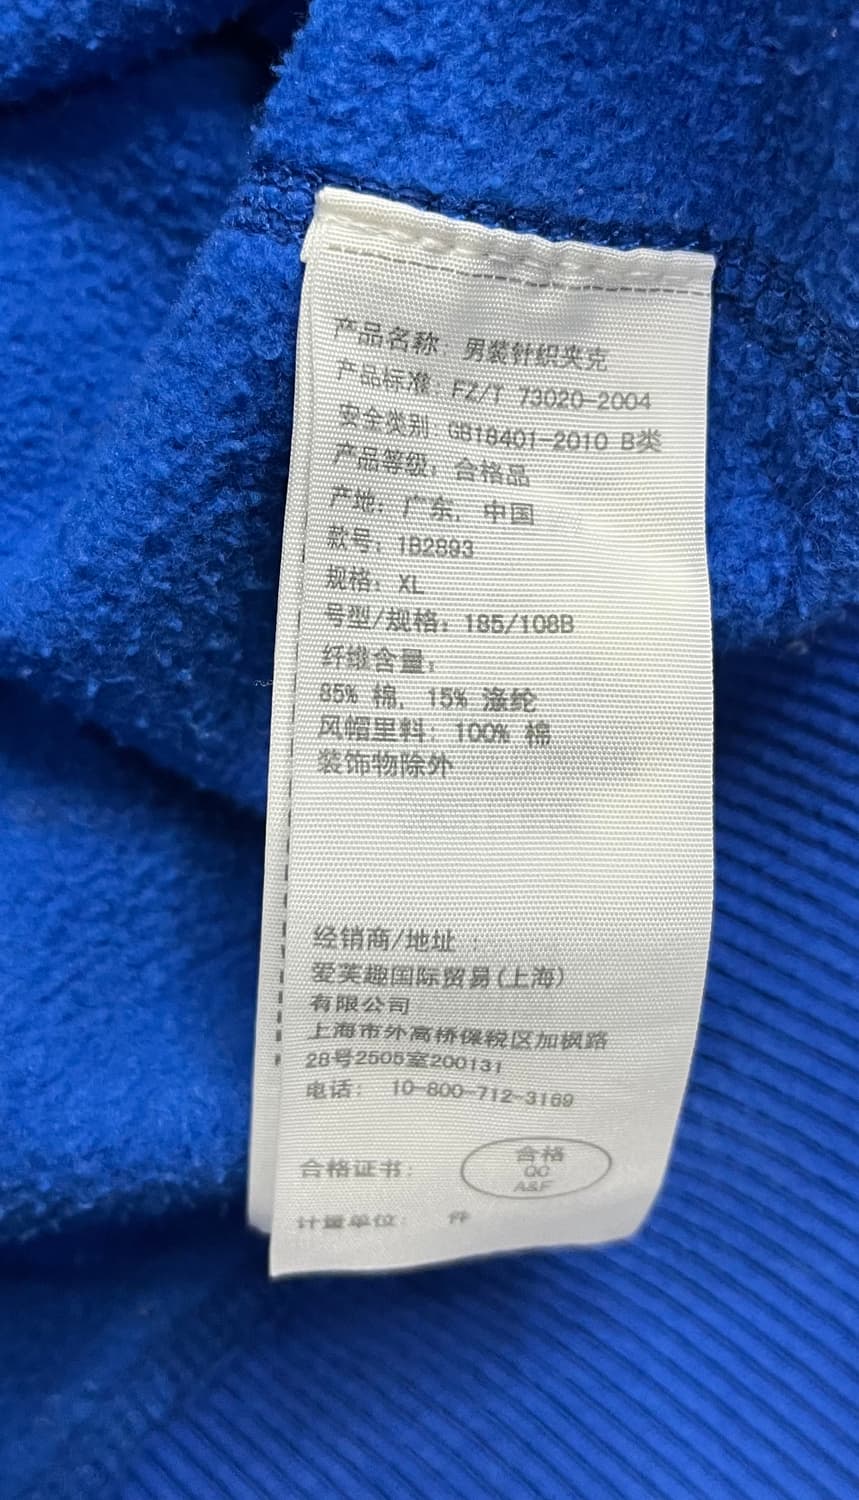 产品名称: 男装针织夹克
产品标准: FZ/T 73020-2004
安全类别: GB18401-2010 B类
产品等级: 合格品
产地: 广东, 中国
款号: 1B2893
规格: XL
号型/规格: 185/108B
纤维含量:
85% 棉, 15% 涤纶
风帽里料: 100% 棉
装饰物除外
经销商/地址 :
爱芙趣国际贸易(上海)
有限公司
上海市外高桥保税区加枫路
28号2505室200131
电话: 10-800-712-3169
合格证书:
合格
QC
A&F
计量单位: 件